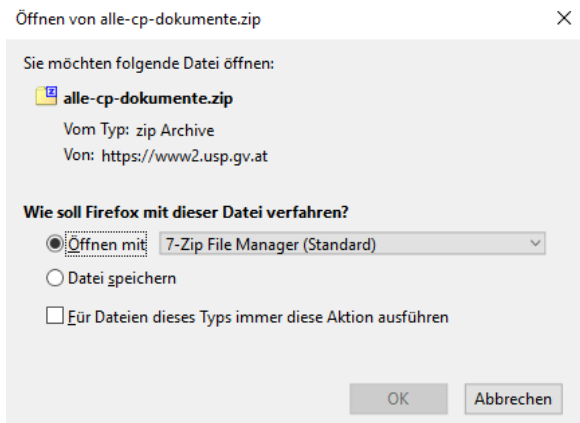 Öffnen von alle-cp-dokumente.zip
Sie möchten folgende Datei öffnen:
alle-cp-dokumente.zip
Vom Typ: zip Archive
Von: https://www2.usp.gv.at
Wie soll Firefox mit dieser Datei verfahren?
Öffnen mit 7-Zip File Manager (Standard)
Datei speichern
Für Dateien dieses Typs immer diese Aktion ausführen
OK Abbrechen